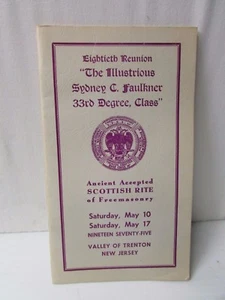 Eightieth Reunion
"The Illustrious
Sydney C. Faulkner
33rd Degree, Class"
Ancient Accepted
SCOTTISH RITE
of Freemasonry
Saturday, May 10
Saturday, May 17
NINETEEN SEVENTY-FIVE
VALLEY OF TRENTON
NEW JERSEY